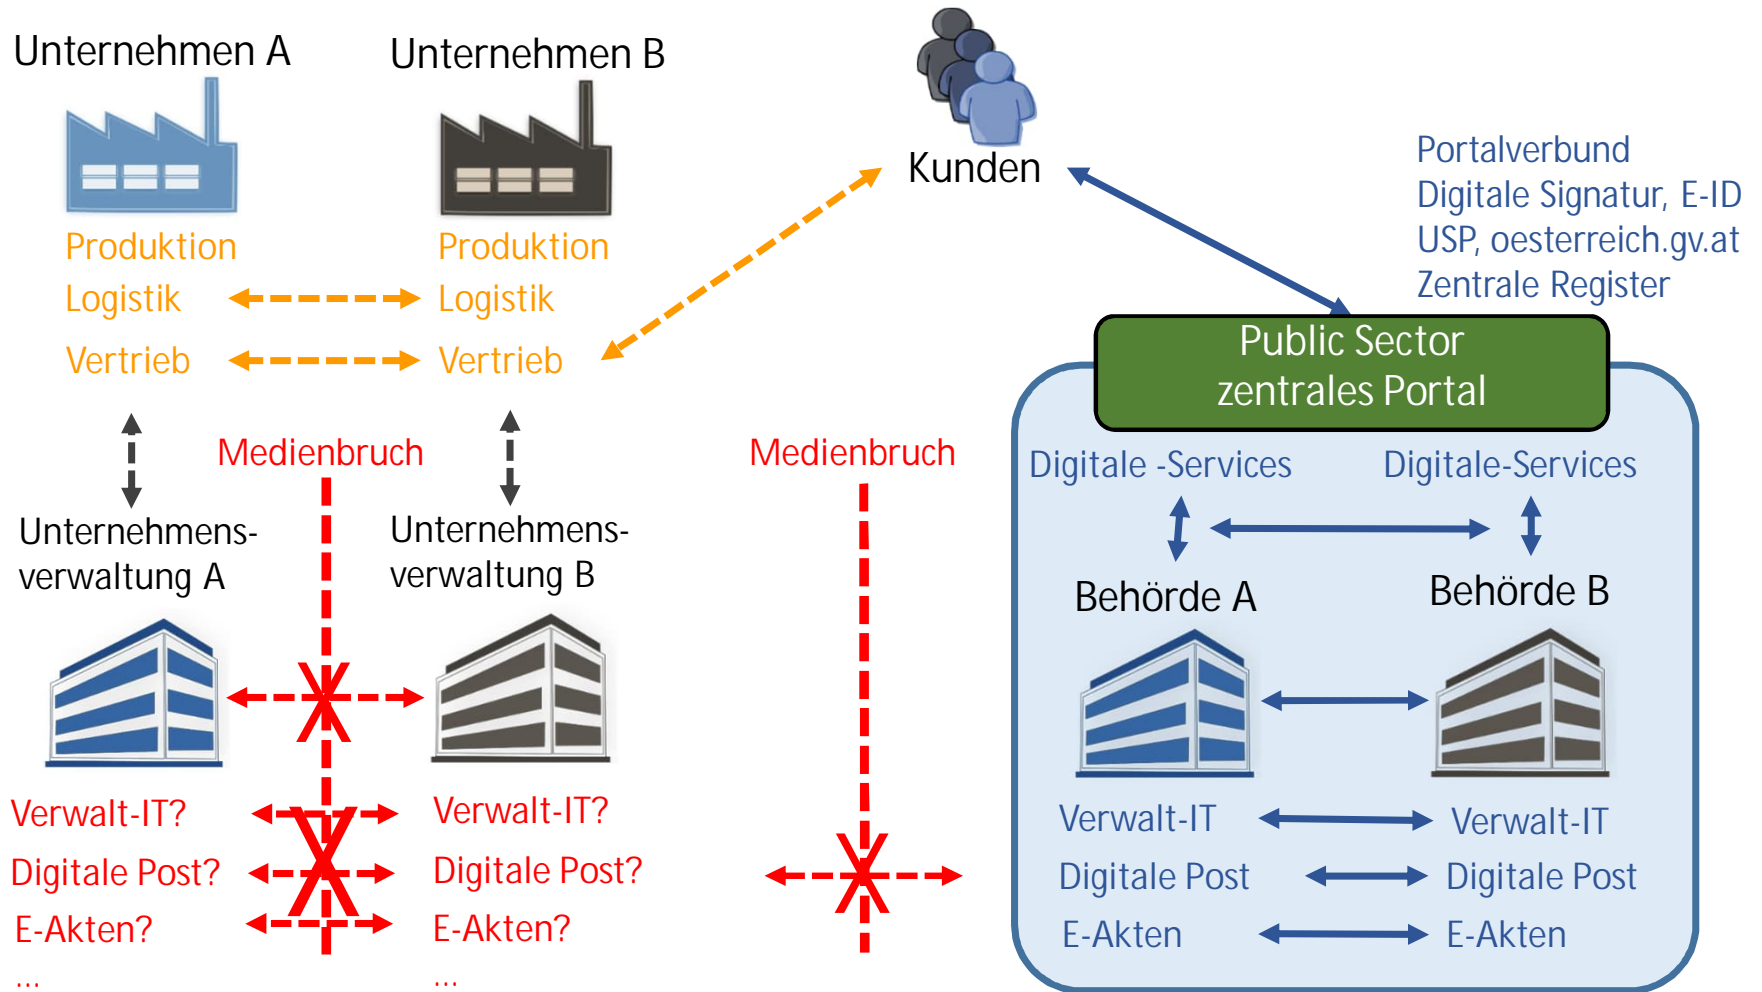 Unternehmen A
Unternehmen B
Kunden
Produktion
Logistik
Vertrieb
Produktion
Logistik
Vertrieb
Medienbruch
Medienbruch
Unternehmens-
verwaltung A
Unternehmens-
verwaltung B
Verwalt-IT?
Digitale Post?
E-Akten?
...
Verwalt-IT?
Digitale Post?
E-Akten?
...
Portalverbund
Digitale Signatur, E-ID
USP, oesterreich.gv.at
Zentrale Register
Public Sector
zentrales Portal
Digitale -Services
Digitale-Services
Behörde A
Behörde B
Verwalt-IT
Verwalt-IT
Digitale Post
Digitale Post
E-Akten
E-Akten